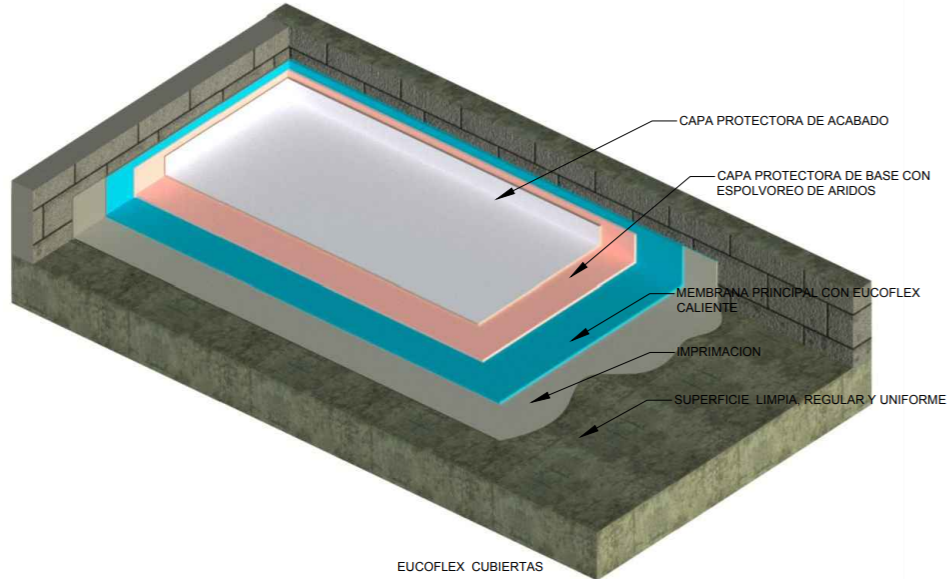 CAPA PROTECTORA DE ACABADO
CAPA PROTECTORA DE BASE CON
ESPOLVOREO DE ARIDOS
MEMBRANA PRINCIPAL CON EUCOFLEX
CALIENTE
IMPRIMACION
SUPERFICIE LIMPIA, REGULAR Y UNIFORME
EUCOFLEX CUBIERTAS